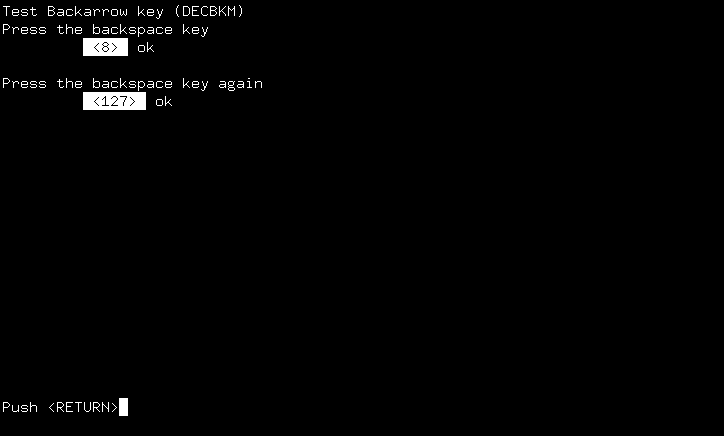 Test Backarrow key (DECBKM)
Press the backspace key
<8> ok
Press the backspace key again
<127> ok
Push <RETURN>